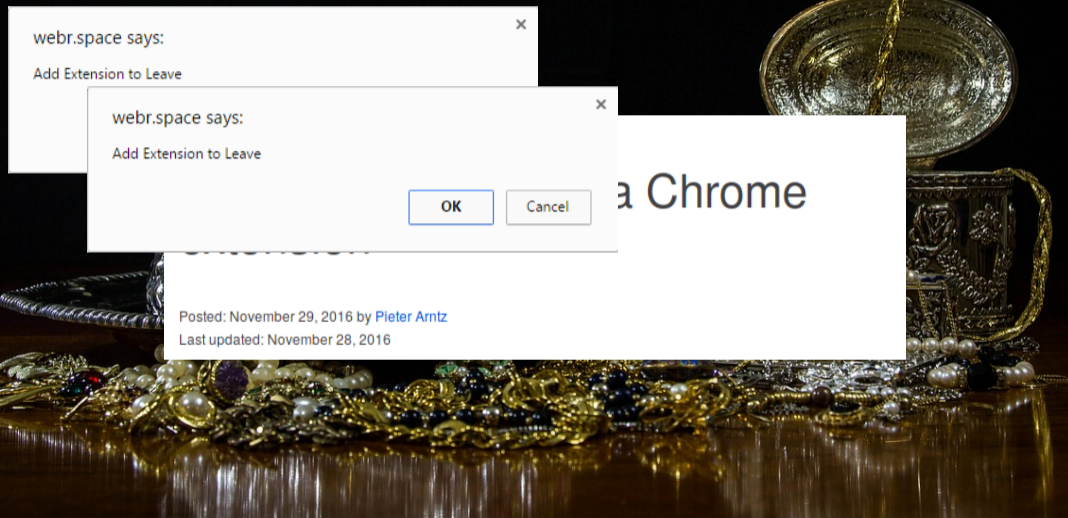 webr.space says:
Add Extension to Leave
webr.space says:
Add Extension to Leave
OK
Cancel
a Chrome
extension
Posted: November 29, 2016 by Pieter Arntz
Last updated: November 28, 2016